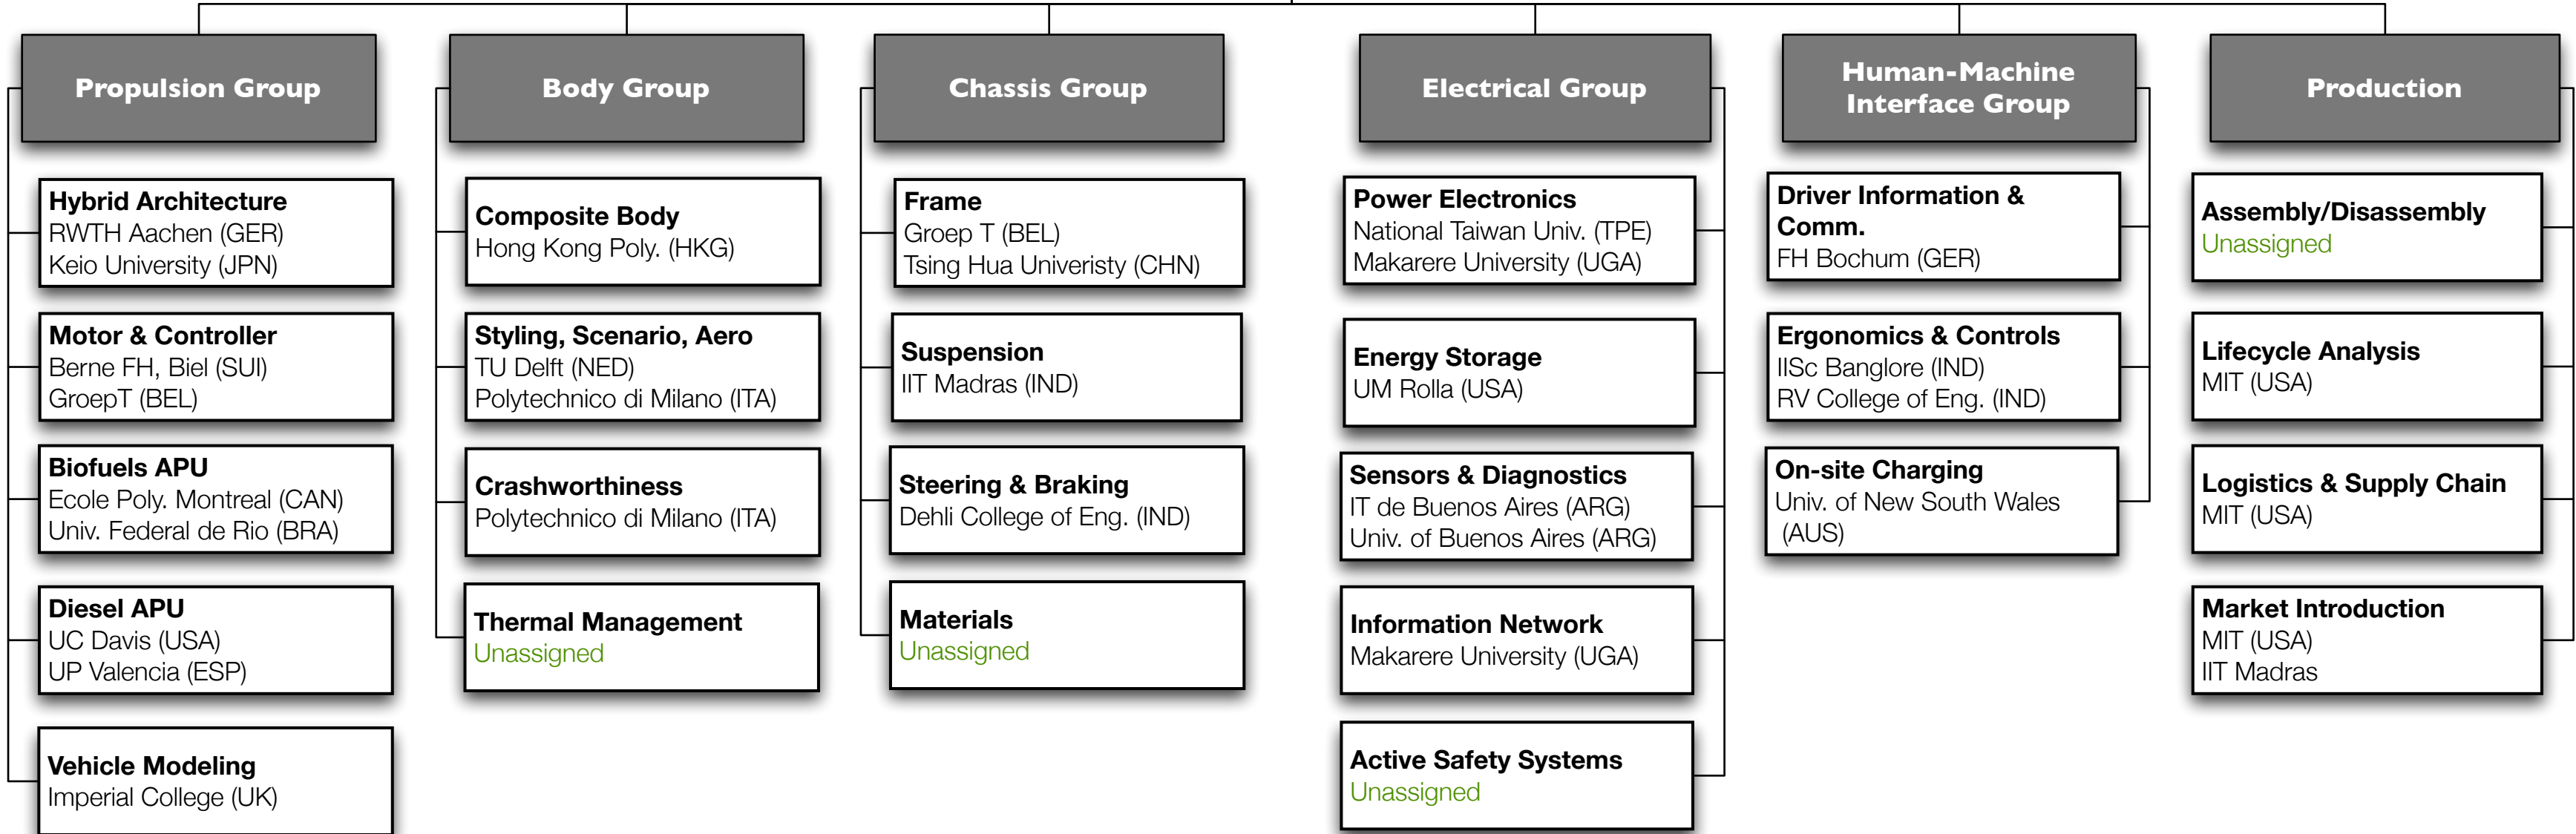 Propulsion Group
Hybrid Architecture
RWTH Aachen (GER)
Keio University (JPN)
Motor & Controller
Berne FH, Biel (SUI)
GroepT (BEL)
Biofuels APU
Ecole Poly. Montreal (CAN)
Univ. Federal de Rio (BRA)
Diesel APU
UC Davis (USA)
UP Valencia (ESP)
Vehicle Modeling
Imperial College (UK)
Body Group
Composite Body
Hong Kong Poly. (HKG)
Styling, Scenario, Aero
TU Delft (NED)
Polytechnico di Milano (ITA)
Crashworthiness
Polytechnico di Milano (ITA)
Thermal Management
Unassigned
Chassis Group
Frame
Groep T (BEL)
Tsing Hua Univeristy (CHN)
Suspension
IIT Madras (IND)
Steering & Braking
Dehli College of Eng. (IND)
Materials
Unassigned
Electrical Group
Power Electronics
National Taiwan Univ. (TPE)
Makarere University (UGA)
Energy Storage
UM Rolla (USA)
Sensors & Diagnostics
IT de Buenos Aires (ARG)
Univ. of Buenos Aires (ARG)
Information Network
Makarere University (UGA)
Active Safety Systems
Unassigned
Human-Machine
Interface Group
Driver Information &
Comm.
FH Bochum (GER)
Ergonomics & Controls
IISc Banglore (IND)
RV College of Eng. (IND)
On-site Charging
Univ. of New South Wales
(AUS)
Production
Assembly/Disassembly
Unassigned
Lifecycle Analysis
MIT (USA)
Logistics & Supply Chain
MIT (USA)
Market Introduction
MIT (USA)
IIT Madras